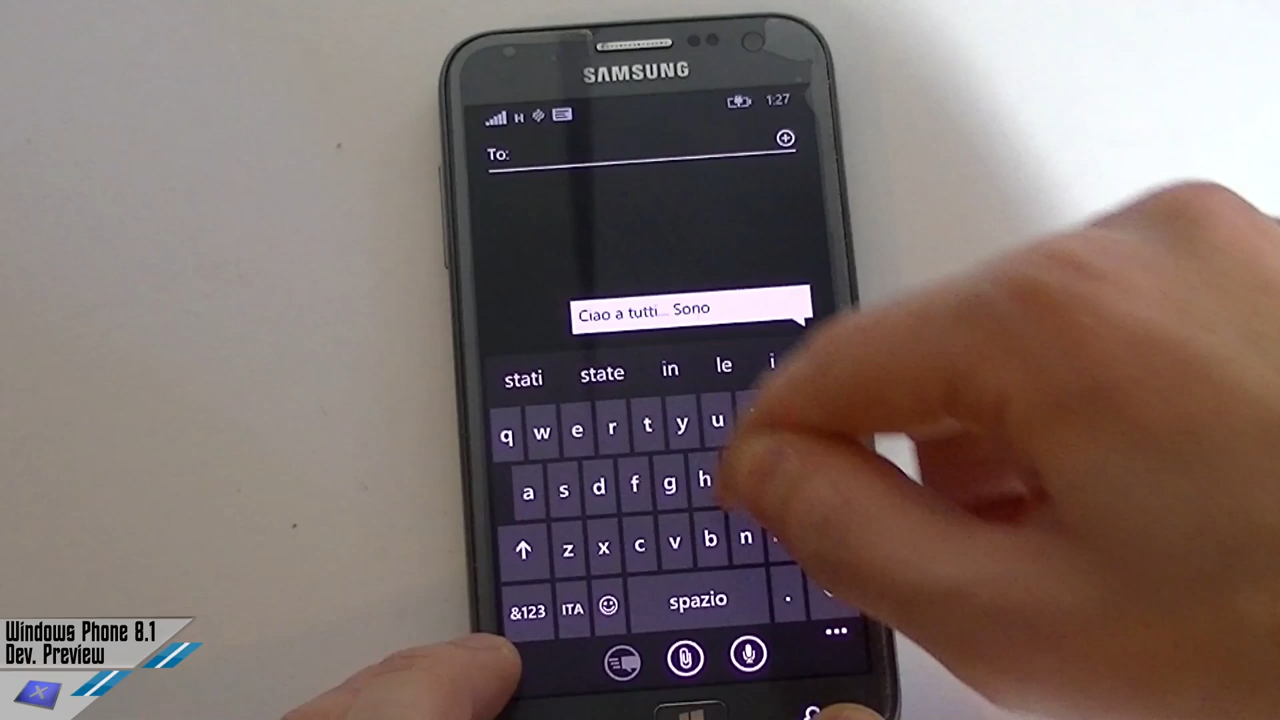 SAMSUNG
H 1:27
To:
Ciao a tutti... Sono
stati state in le i
q w e r t y u
a s d f g h
z x c v b n
&123 ITA spazio .
Windows Phone 8.1
Dev. Preview